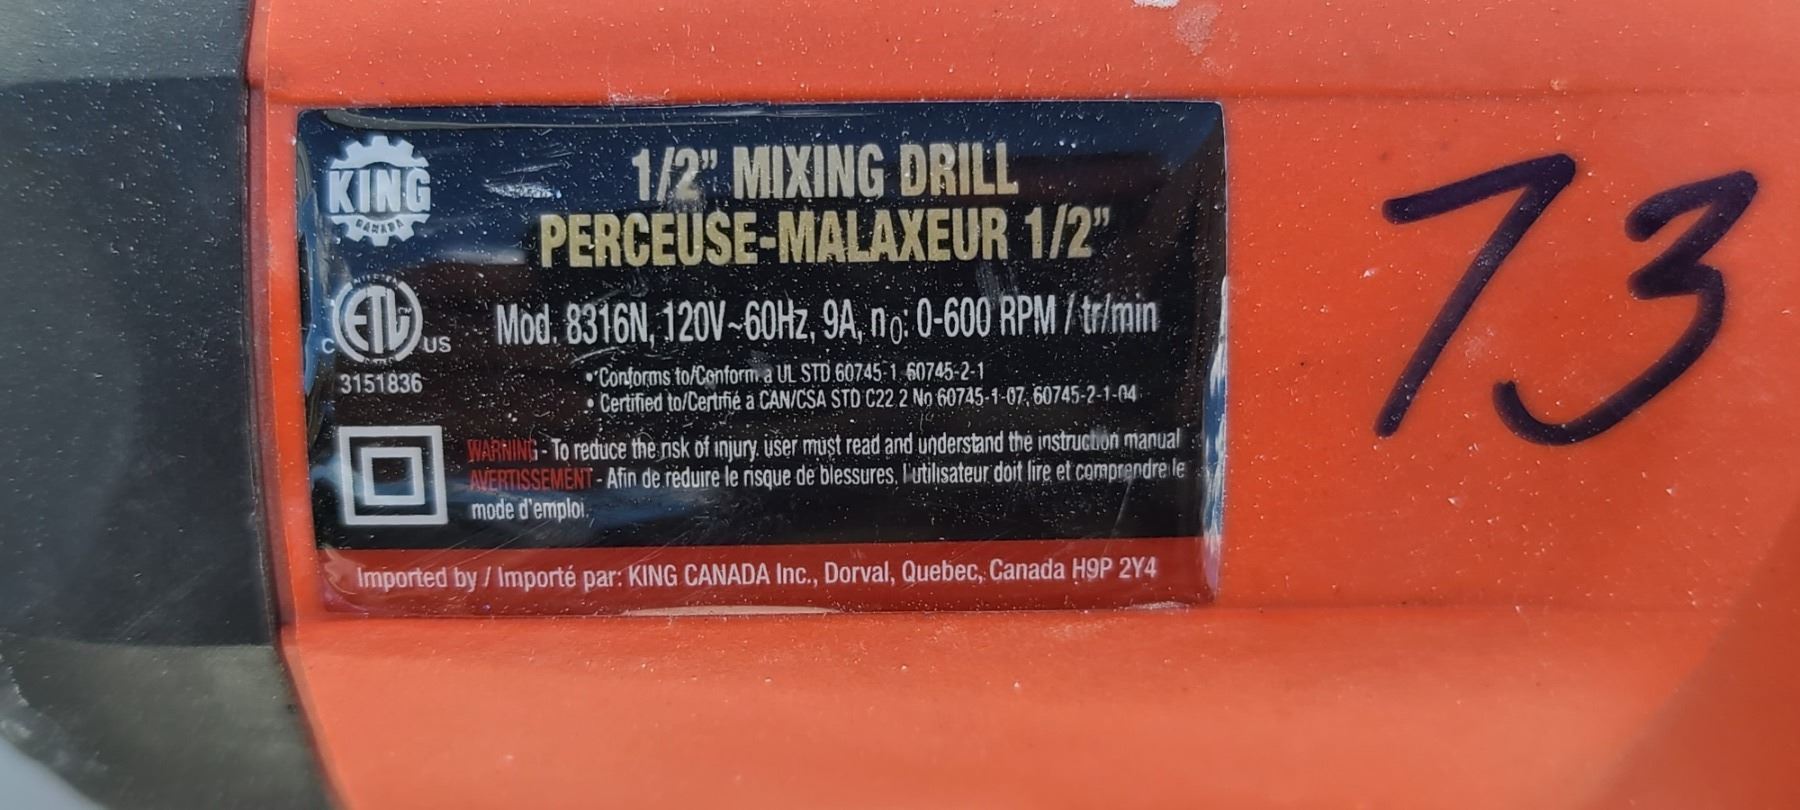 KING
CANADA
1/2” MIXING DRILL
PERCEUSE-MALAXEUR 1/2”
C ETL US
3151836
Mod. 8316N, 120V~60Hz, 9A, n0: 0-600 RPM / tr/min
• Conforms to/Conform à UL STD 60745-1 60745-2-1
• Certified to/Certifié à CAN/CSA STD C22.2 No 60745-1-07, 60745-2-1-04
WARNING - To reduce the risk of injury, user must read and understand the instruction manual
AVERTISSEMENT - Afin de réduire le risque de blessures, l'utilisateur doit lire et comprendre le
mode d'emploi.
Imported by / Importé par: KING CANADA Inc., Dorval, Quebec, Canada H9P 2Y4
73